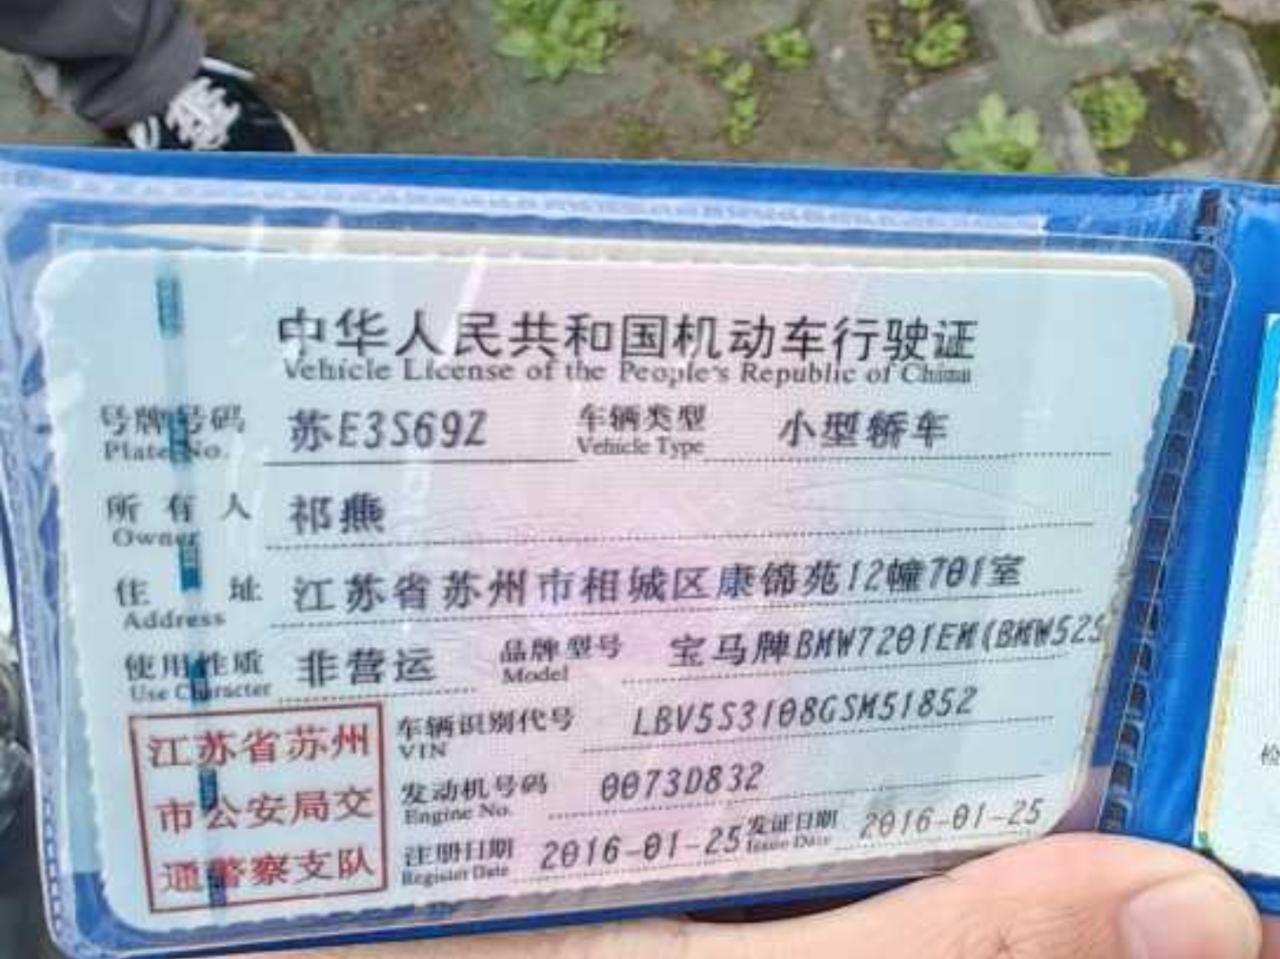 中华人民共和国机动车行驶证
Vehicle License of the People's Republic of China
号牌号码 苏E3S69Z 车辆类型 小型轿车
Plate No. Vehicle Type
所有人 祁燕
Owner
住址 江苏省苏州市相城区康锦苑12幢701室
Address
使用性质 非营运 品牌型号 宝马牌BMW7201EM(BMW525
Use Character Model
江苏省苏州
市公安局交
通警察支队
车辆识别代号 LBV5S3108GSM51852
VIN
发动机号码 0073D832
Engine No.
注册日期 2016-01-25 发证日期 2016-01-25
Register Date Issue Date
检